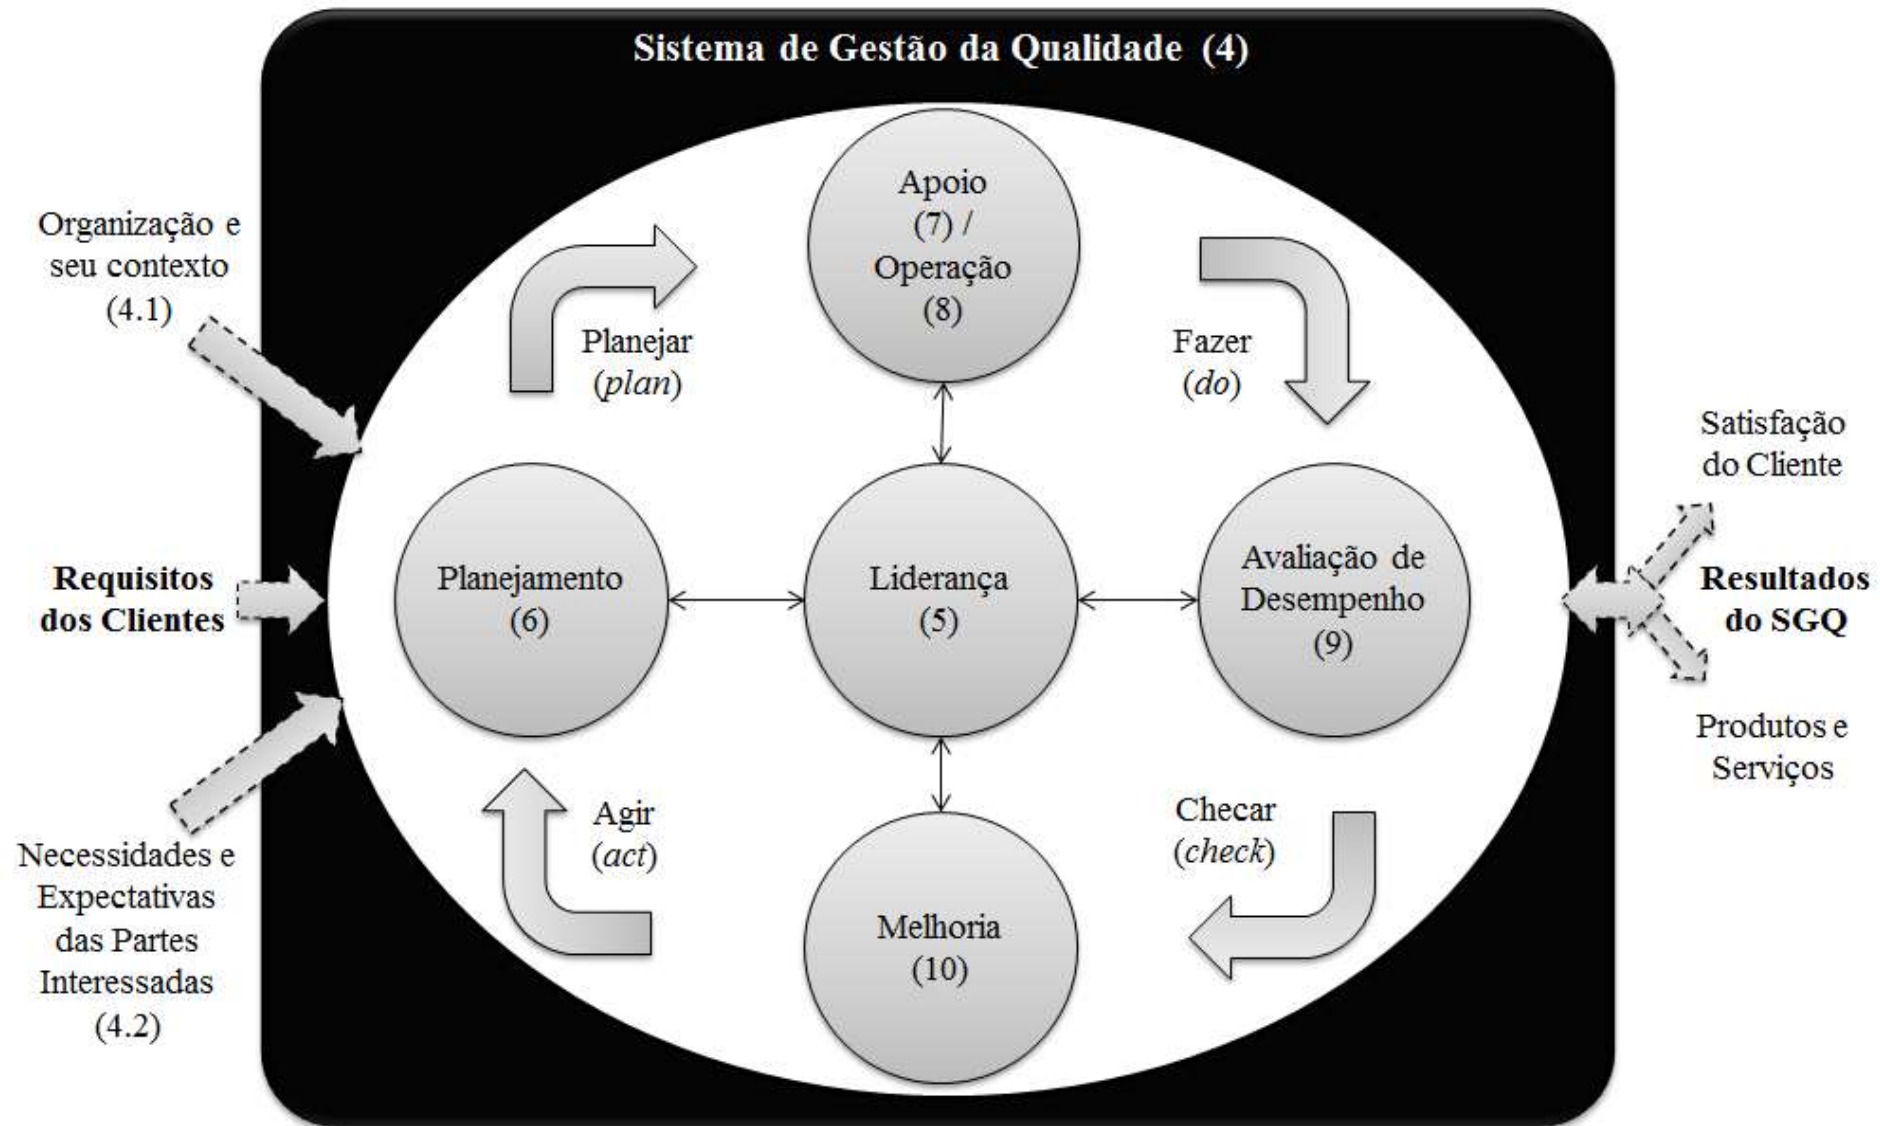 Sistema de Gestão da Qualidade (4)
Organização e
seu contexto
(4.1)
Requisitos
dos Clientes
Necessidades e
Expectativas
das Partes
Interessadas
(4.2)
Planejar
(plan)
Apoio
(7) /
Operação
(8)
Fazer
(do)
Planejamento
(6)
Liderança
(5)
Avaliação de
Desempenho
(9)
Agir
(act)
Melhoria
(10)
Checar
(check)
Satisfação
do Cliente
Resultados
do SGQ
Produtos e
Serviços